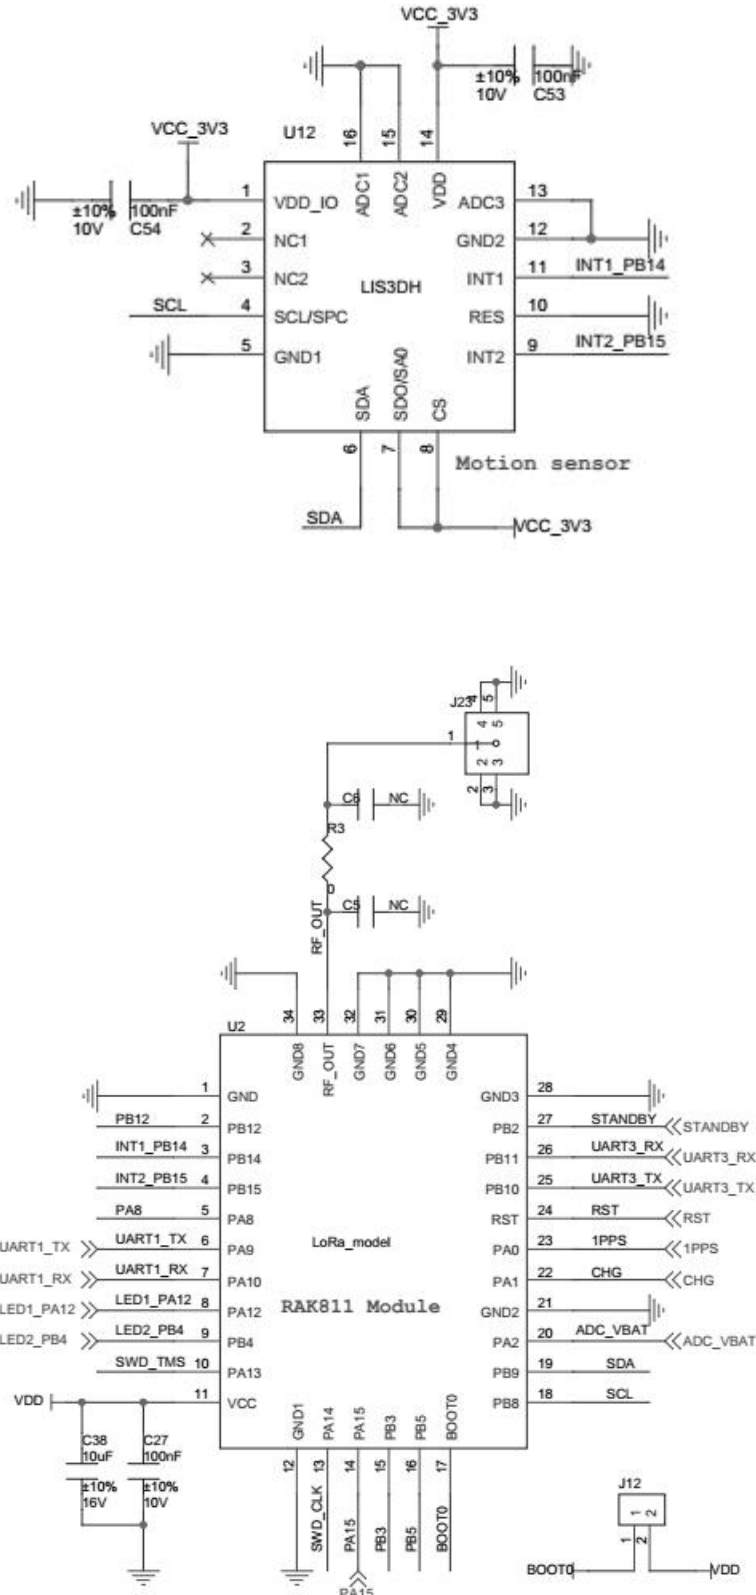 VCC_3V3
±10% 100nF
10V C53
VCC_3V3
U12
16 15 14
±10% 100nF
10V C54
1 VDD_IO ADC1 ADC2 VDD ADC3 13
2 NC1 GND2 12
3 NC2 LIS3DH INT1 11 INT1_PB14
SCL 4 SCL/SPC RES 10
5 GND1 INT2 9 INT2_PB15
SDA SDO/SA0 CS
6 7 8
Motion sensor
SDA VCC_3V3
J23 4 5
4 5
1 1
2 3
2 3
C6 NC
R3
0
C5 NC
RF_OUT
34 33 32 31 30 29
U2
GND8 RF_OUT GND7 GND6 GND5 GND4
1 GND GND3 28
PB12 2 PB12 PB2 27 STANDBY STANDBY
INT1_PB14 3 PB14 PB11 26 UART3_RX UART3_RX
INT2_PB15 4 PB15 PB10 25 UART3_TX UART3_TX
PA8 5 PA8 RST 24 RST RST
UART1_TX UART1_TX 6 PA9 LoRa_model PA0 23 1PPS 1PPS
UART1_RX UART1_RX 7 PA10 PA1 22 CHG CHG
LED1_PA12 LED1_PA12 8 PA12 RAK811 Module GND2 21
LED2_PB4 LED2_PB4 9 PB4 PA2 20 ADC_VBAT ADC_VBAT
SWD_TMS 10 PA13 PB9 19 SDA
VDD 11 VCC PB8 18 SCL
GND1 PA14 PA15 PB3 PB5 BOOT0
C38 C27
10uF 100nF
±10% ±10%
16V 10V
12 13 14 15 16 17
SWD_CLK PA15 PB3 PB5 BOOT0
PA15
J12
1 2
1 2
BOOT0 VDD